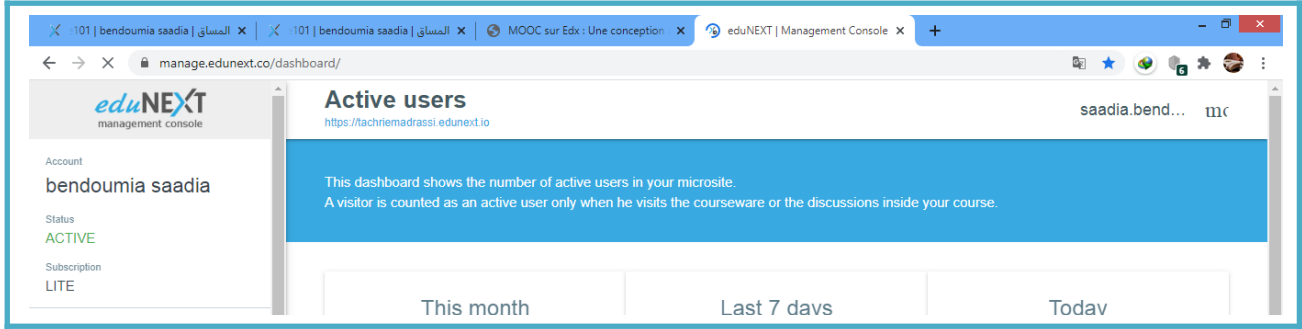 101 | bendoumia saadia | المساق
101 | bendoumia saadia | المساق
MOOC sur Edx : Une conception
eduNEXT | Management Console
manage.edunext.co/dashboard/
6
eduNEXT
management console
Account
bendoumia saadia
Status
ACTIVE
Subscription
LITE
Active users
https://tachriemadrassi.edunext.io
saadia.bend...
This dashboard shows the number of active users in your microsite.
A visitor is counted as an active user only when he visits the courseware or the discussions inside your course.
This month
Last 7 days
Today